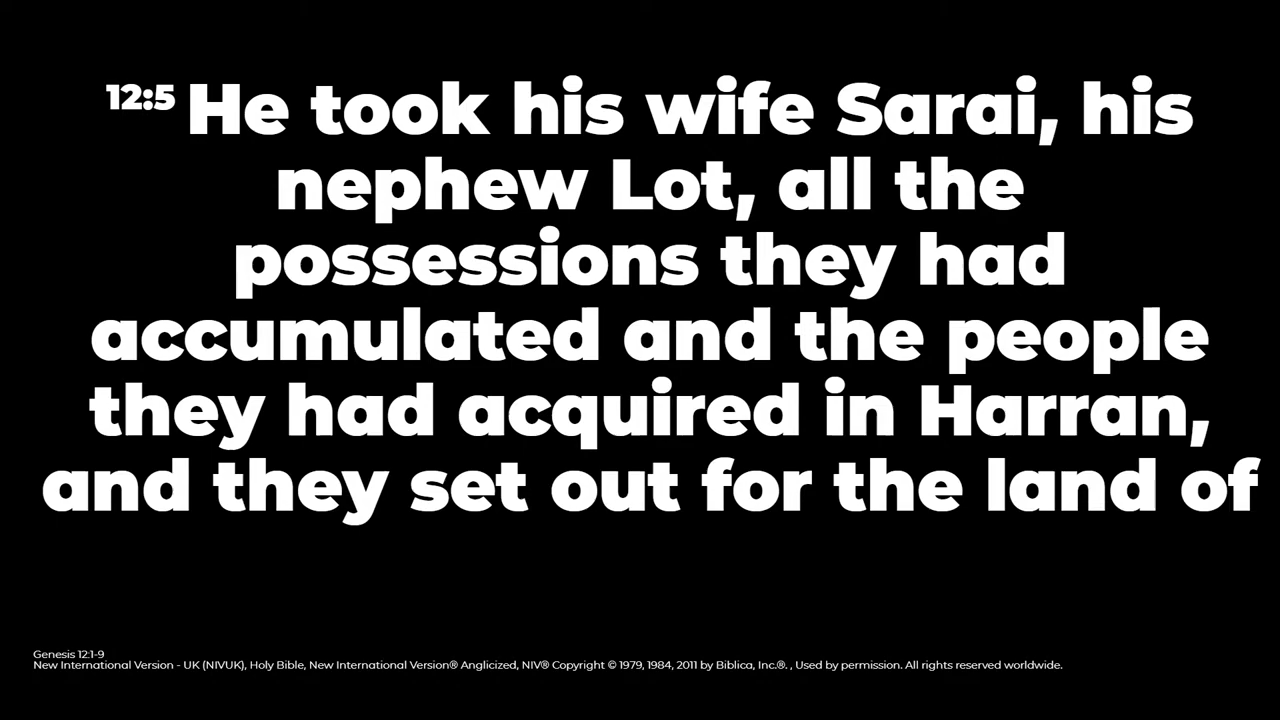 12:5 He took his wife Sarai, his
nephew Lot, all the
possessions they had
accumulated and the people
they had acquired in Harran,
and they set out for the land of
Genesis 12:1-9
New International Version - UK (NIVUK), Holy Bible, New International Version® Anglicized, NIV® Copyright © 1979, 1984, 2011 by Biblica, Inc.®. , Used by permission. All rights reserved worldwide.